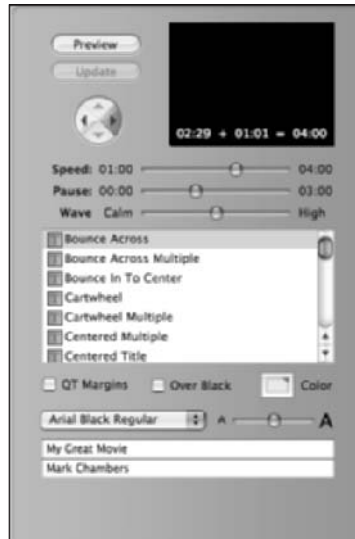 Preview
Update
02:29 + 01:01 = 04:00
Speed: 01:00 04:00
Pause: 00:00 03:00
Wave Calm High
Bounce Across
Bounce Across Multiple
Bounce In To Center
Cartwheel
Cartwheel Multiple
Centered Multiple
Centered Title
QT Margins Over Black Color
Arial Black Regular A A
My Great Movie
Mark Chambers